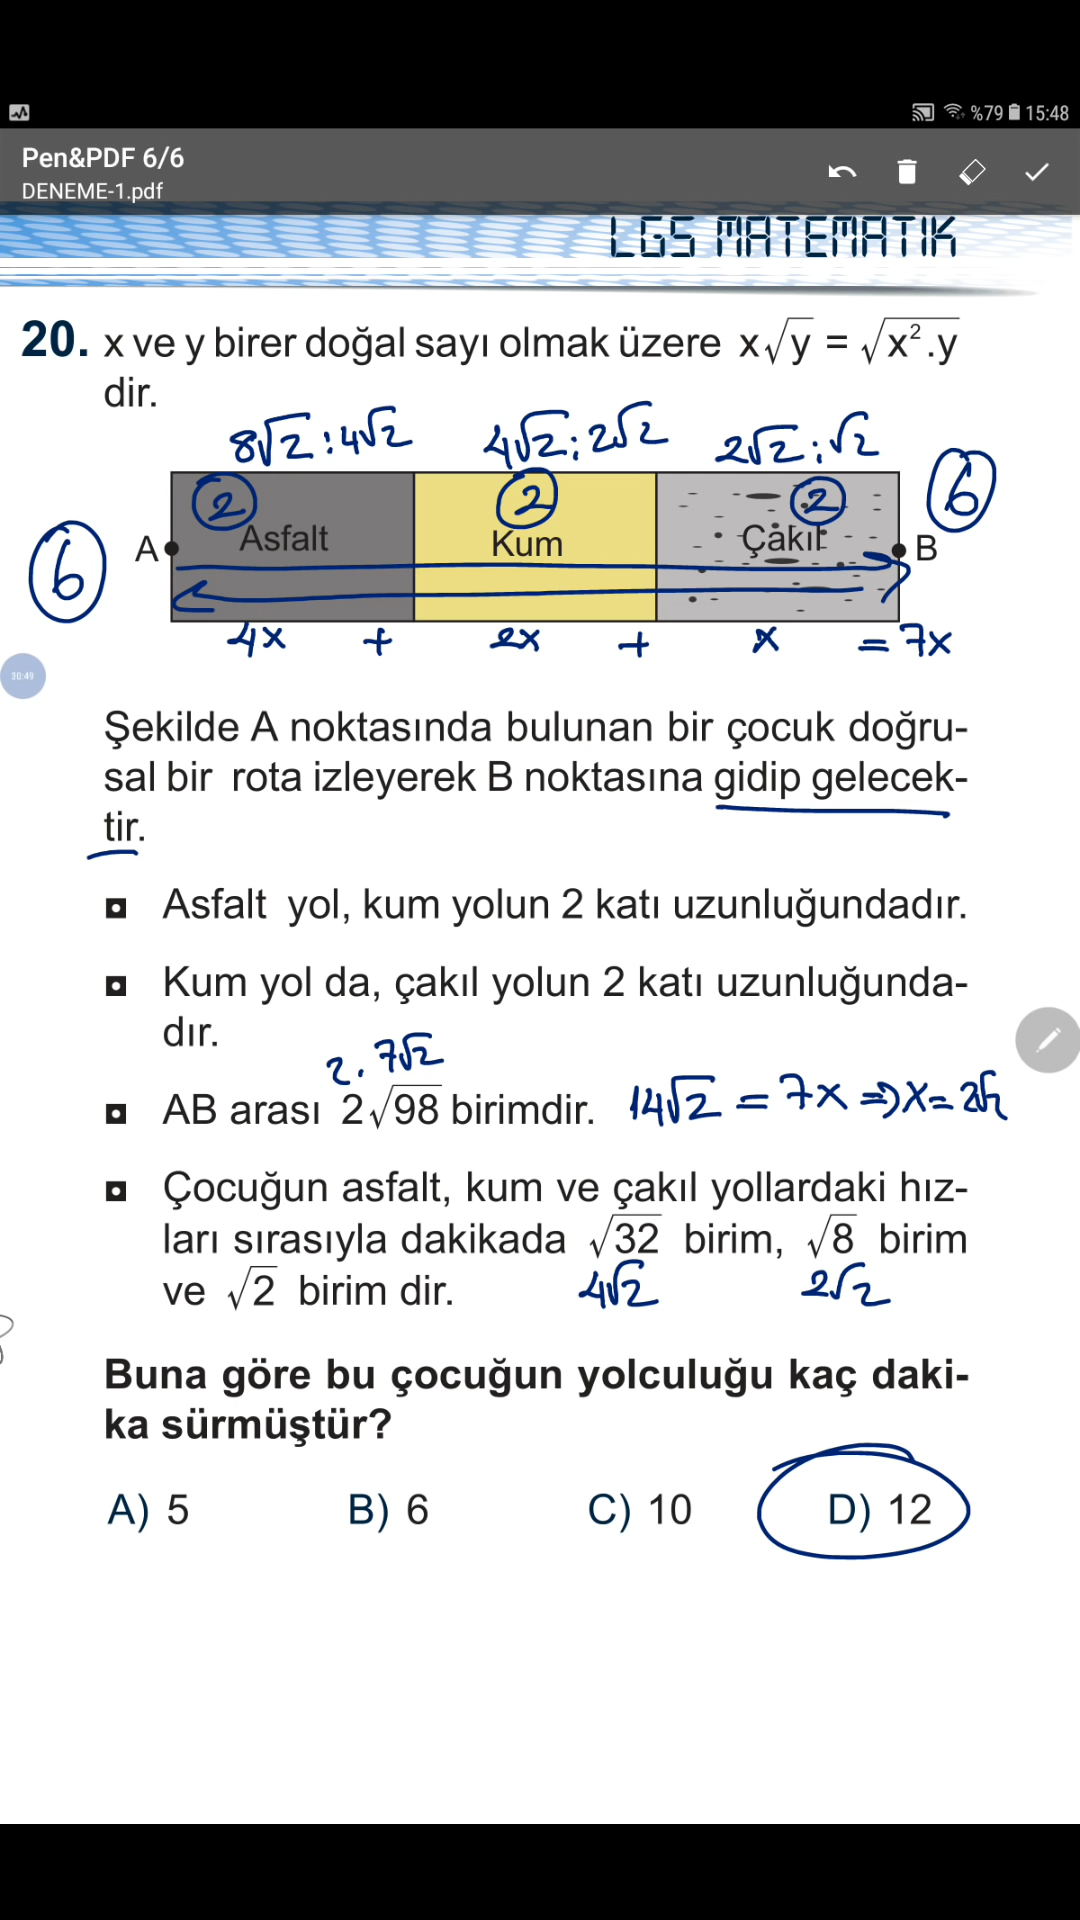 %79 15:48
Pen&PDF 6/6
DENEME-1.pdf
LGS MATEMATIK
20. x ve y birer doğal sayı olmak üzere x√y = √x².y
dir.
8√2:4√2 4√2:2√2 2√2:√2
2 2 2 6
6 A Asfalt Kum Çakıl B
4x + 2x + x = 7x
30:49
Şekilde A noktasında bulunan bir çocuk doğru-
sal bir rota izleyerek B noktasına gidip gelecek-
tir.
Asfalt yol, kum yolun 2 katı uzunluğundadır.
Kum yol da, çakıl yolun 2 katı uzunluğunda-
dır.
2.7√2
AB arası 2√98 birimdir. 14√2 = 7x ⇒ x = 2√2
Çocuğun asfalt, kum ve çakıl yollardaki hız-
ları sırasıyla dakikada √32 birim, √8 birim
ve √2 birim dir. 4√2 2√2
Buna göre bu çocuğun yolculuğu kaç daki-
ka sürmüştür?
A) 5 B) 6 C) 10 D) 12